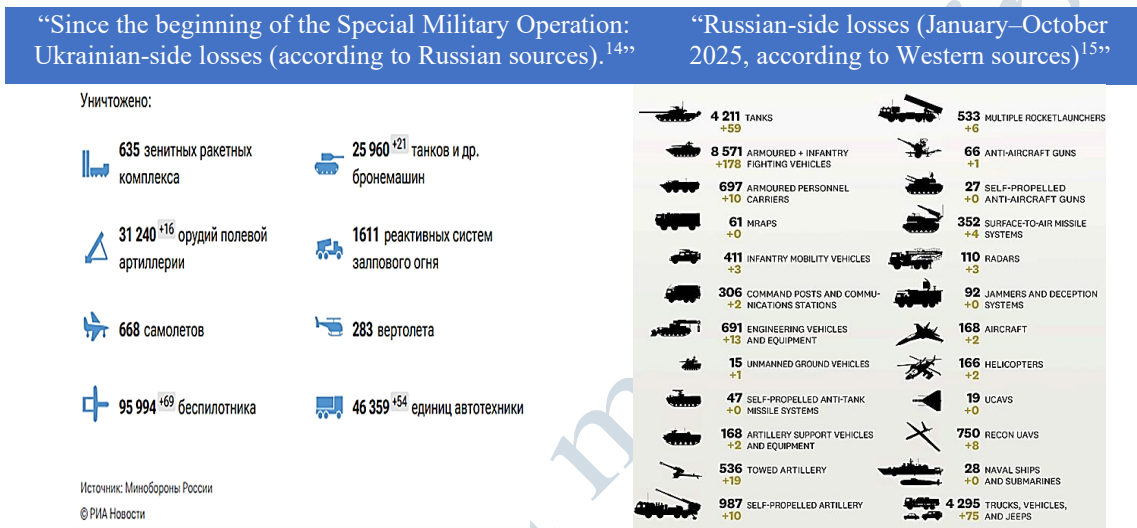 “Since the beginning of the Special Military Operation:
Ukrainian-side losses (according to Russian sources).14”
“Russian-side losses (January–October
2025, according to Western sources)15”
Уничтожено:
635 зенитных ракетных
комплекса
25 960 +21 танков и др.
бронемашин
31 240 +16 орудий полевой
артиллерии
1611 реактивных систем
залпового огня
668 самолетов
283 вертолета
95 994 +69 беспилотника
46 359 +54 единиц автотехники
Источник: Минобороны России
© РИА Новости
4 211 TANKS
+59
8 571 ARMOURED + INFANTRY
+178 FIGHTING VEHICLES
697 ARMOURED PERSONNEL
+10 CARRIERS
61 MRAPS
+0
411 INFANTRY MOBILITY VEHICLES
+3
306 COMMAND POSTS AND COMMU-
+2 NICATIONS STATIONS
691 ENGINEERING VEHICLES
+13 AND EQUIPMENT
15 UNMANNED GROUND VEHICLES
+1
47 SELF-PROPELLED ANTI-TANK
+0 MISSILE SYSTEMS
168 ARTILLERY SUPPORT VEHICLES
+2 AND EQUIPMENT
536 TOWED ARTILLERY
+19
987 SELF-PROPELLED ARTILLERY
+10
533 MULTIPLE ROCKETLAUNCHERS
+6
66 ANTI-AIRCRAFT GUNS
+1
27 SELF-PROPELLED
+0 ANTI-AIRCRAFT GUNS
352 SURFACE-TO-AIR MISSILE
+4 SYSTEMS
110 RADARS
+3
92 JAMMERS AND DECEPTION
+0 SYSTEMS
168 AIRCRAFT
+2
166 HELICOPTERS
+2
19 UCAVS
+0
750 RECON UAVS
+8
28 NAVAL SHIPS
+0 AND SUBMARINES
4 295 TRUCKS, VEHICLES,
+75 AND JEEPS